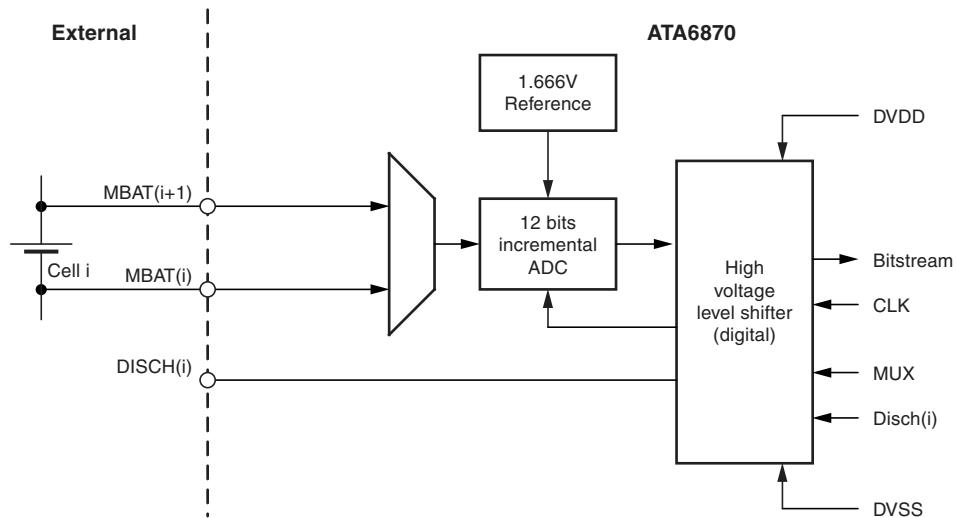 External
ATA6870
1.666V
Reference
DVDD
MBAT(i+1)
12 bits
incremental
ADC
Cell i
MBAT(i)
High
voltage
level shifter
(digital)
Bitstream
CLK
DISCH(i)
MUX
Disch(i)
DVSS